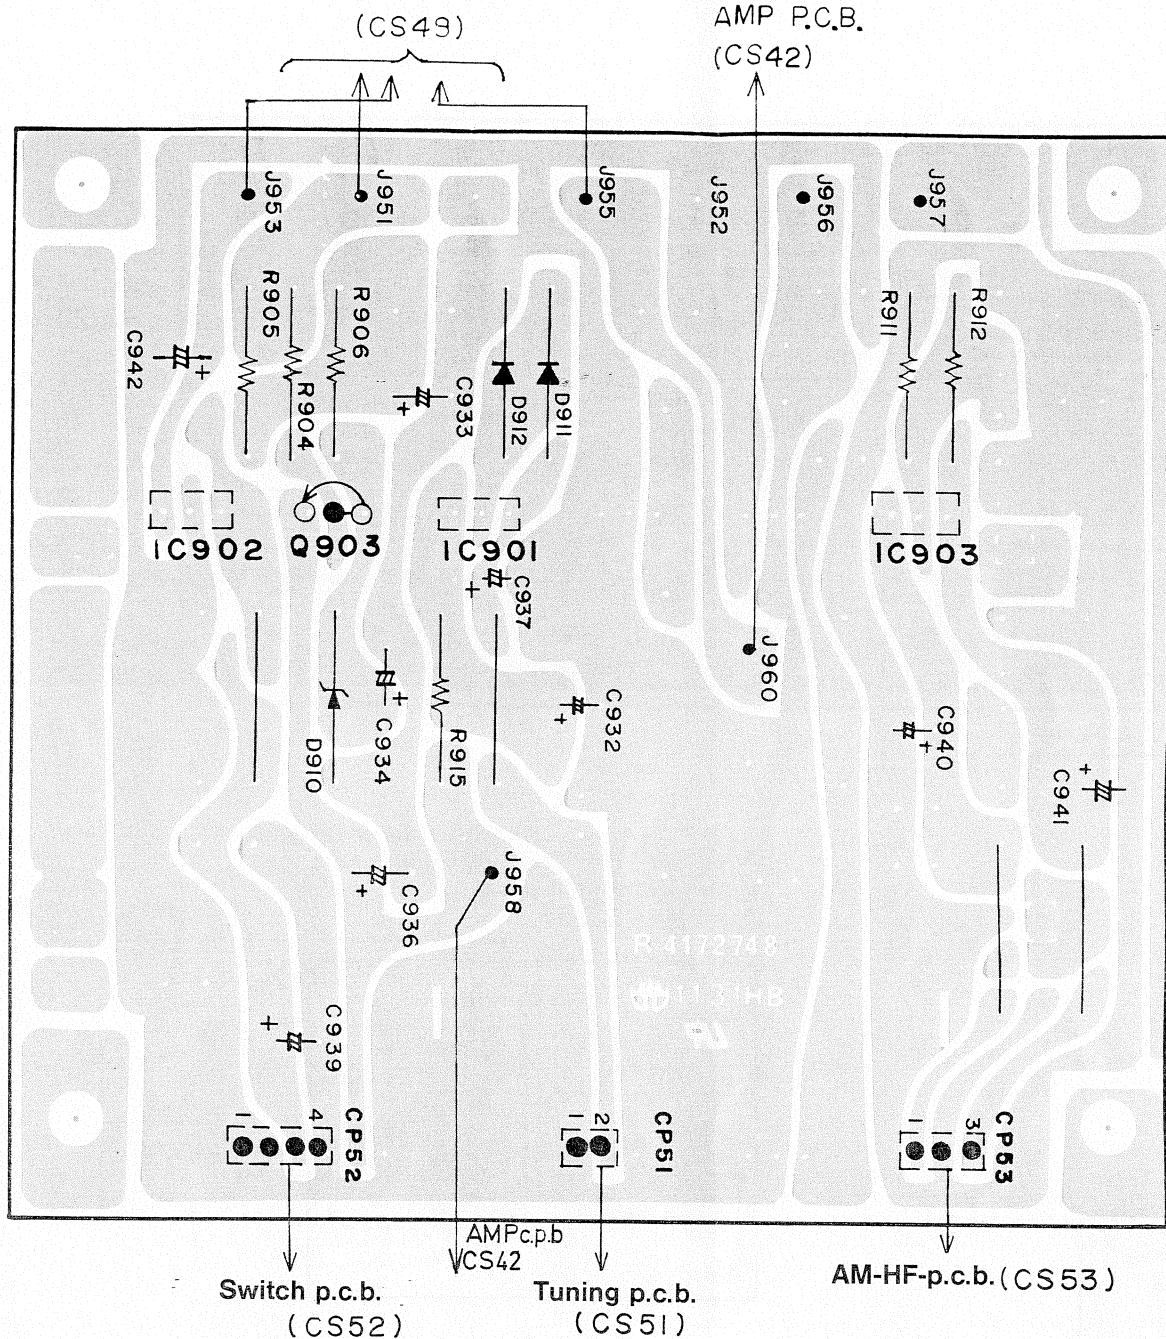 (CS49)
AMP P.C.B.
(CS42)
J953
J951
J955
J952
J956
J957
R905
R906
R904
C942
C933
D912
D911
R911
R912
IC902
Q903
IC901
IC903
C937
J960
D910
C934
R915
C932
C940
C941
C936
J958
C939
1
4
CP52
1
2
CP51
1
3
CP53
AMPc.p.b
CS42
Switch p.c.b.
(CS52)
Tuning p.c.b.
(CS51)
AM-HF-p.c.b. (CS53)